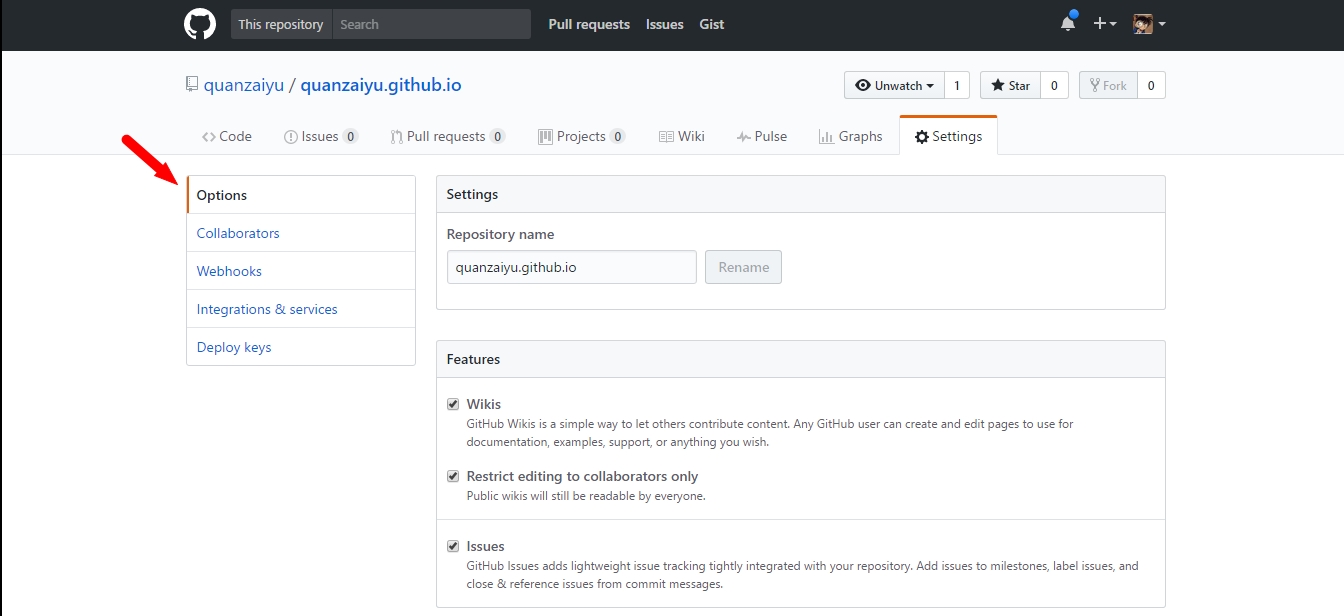 This repository Search Pull requests Issues Gist
quanzaiyu / quanzaiyu.github.io Unwatch 1 Star 0 Fork 0
Code Issues 0 Pull requests 0 Projects 0 Wiki Pulse Graphs Settings
Options
Collaborators
Webhooks
Integrations & services
Deploy keys
Settings
Repository name
quanzaiyu.github.io Rename
Features
Wikis
GitHub Wikis is a simple way to let others contribute content. Any GitHub user can create and edit pages to use for
documentation, examples, support, or anything you wish.
Restrict editing to collaborators only
Public wikis will still be readable by everyone.
Issues
GitHub Issues adds lightweight issue tracking tightly integrated with your repository. Add issues to milestones, label issues, and
close & reference issues from commit messages.